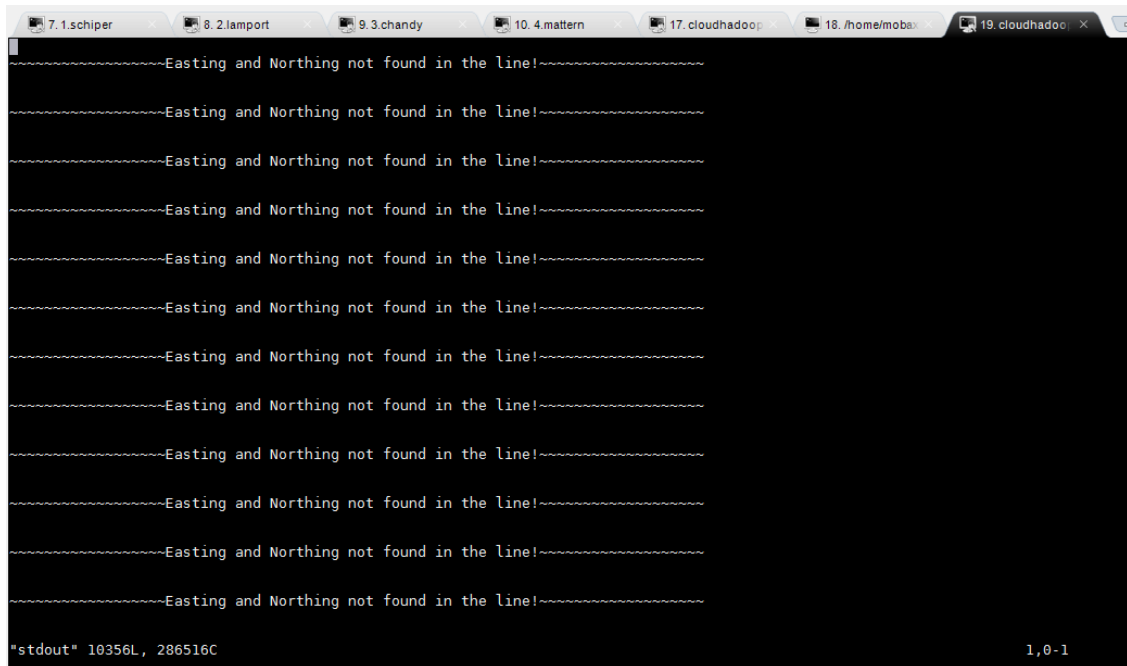 7. 1.schiper
8. 2.lamport
9. 3.chandy
10. 4.mattern
17. cloudhadoop
18. /home/mobax
19. cloudhadoo
~~~~~~~~~~~~~~~~~~Easting and Northing not found in the line!~~~~~~~~~~~~~~~~~~~
~~~~~~~~~~~~~~~~~~Easting and Northing not found in the line!~~~~~~~~~~~~~~~~~~~
~~~~~~~~~~~~~~~~~~Easting and Northing not found in the line!~~~~~~~~~~~~~~~~~~~
~~~~~~~~~~~~~~~~~~Easting and Northing not found in the line!~~~~~~~~~~~~~~~~~~~
~~~~~~~~~~~~~~~~~~Easting and Northing not found in the line!~~~~~~~~~~~~~~~~~~~
~~~~~~~~~~~~~~~~~~Easting and Northing not found in the line!~~~~~~~~~~~~~~~~~~~
~~~~~~~~~~~~~~~~~~Easting and Northing not found in the line!~~~~~~~~~~~~~~~~~~~
~~~~~~~~~~~~~~~~~~Easting and Northing not found in the line!~~~~~~~~~~~~~~~~~~~
~~~~~~~~~~~~~~~~~~Easting and Northing not found in the line!~~~~~~~~~~~~~~~~~~~
~~~~~~~~~~~~~~~~~~Easting and Northing not found in the line!~~~~~~~~~~~~~~~~~~~
~~~~~~~~~~~~~~~~~~Easting and Northing not found in the line!~~~~~~~~~~~~~~~~~~~
~~~~~~~~~~~~~~~~~~Easting and Northing not found in the line!~~~~~~~~~~~~~~~~~~~
"stdout" 10356L, 286516C 1,0-1